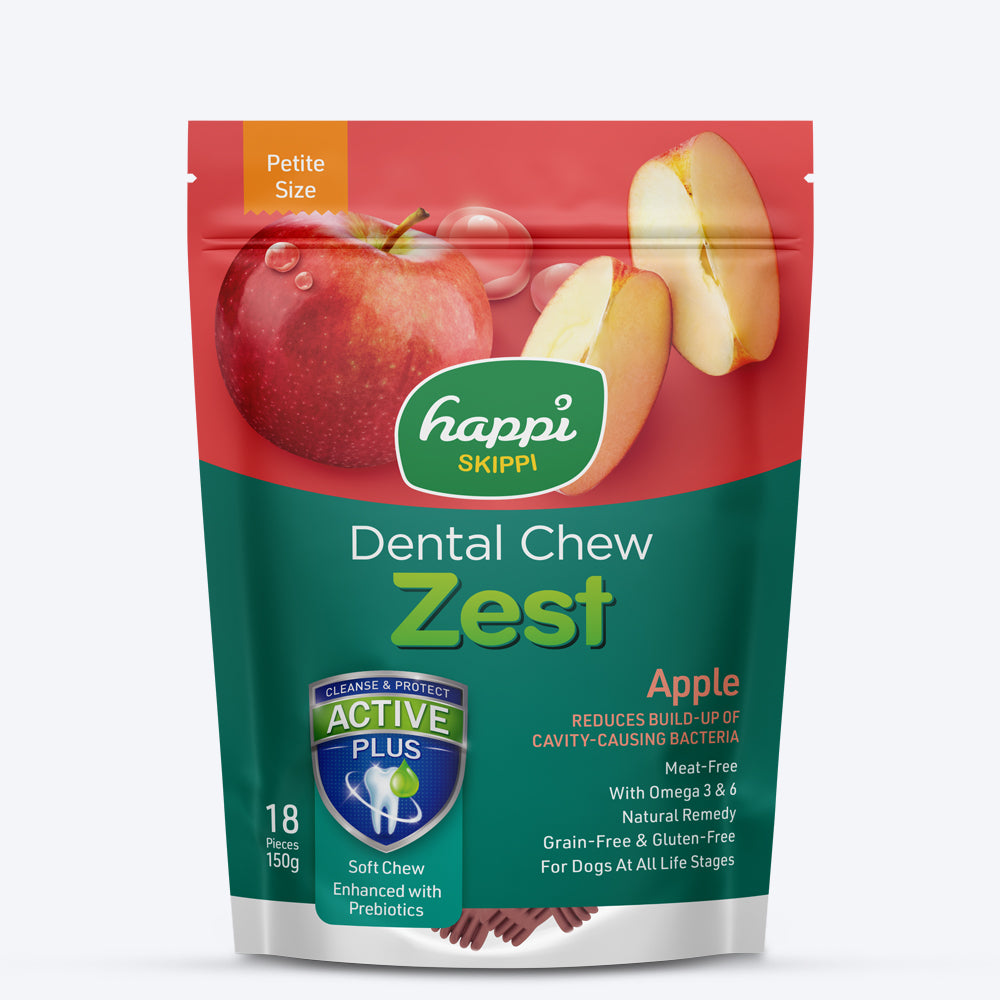 Petite
Size
happi
SKIPPI
Dental Chew
Zest
CLEANSE & PROTECT
ACTIVE
PLUS
Apple
REDUCES BUILD-UP OF
CAVITY-CAUSING BACTERIA
Meat-Free
With Omega 3 & 6
Natural Remedy
Grain-Free & Gluten-Free
For Dogs At All Life Stages
18
Pieces
150g
Soft Chew
Enhanced with
Prebiotics